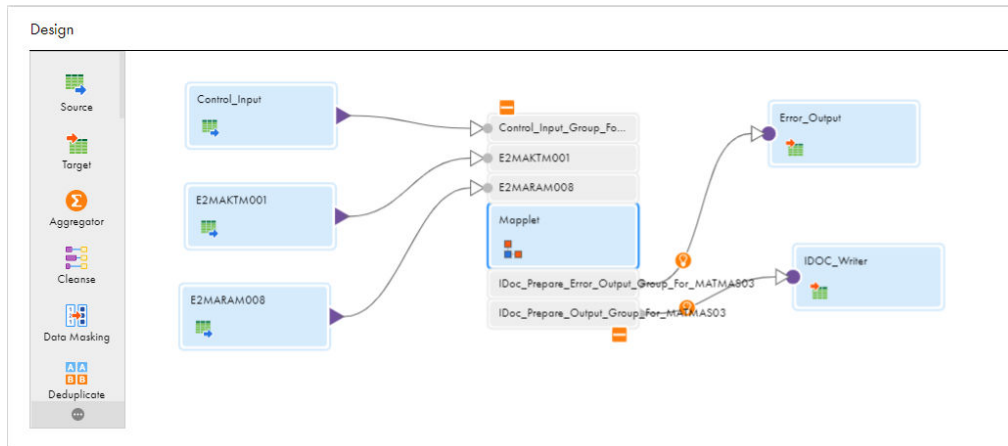 Design
Source
Target
Aggregator
Cleanse
Data Masking
Deduplicate
Control_Input
E2MAKTM001
E2MARAM008
Control_Input_Group_Fo...
E2MAKTM001
E2MARAM008
Mapplet
IDoc_Prepare_Error_Output_Group_For_MATMAS03
IDoc_Prepare_Output_Group_For_MATMAS03
Error_Output
IDOC_Writer